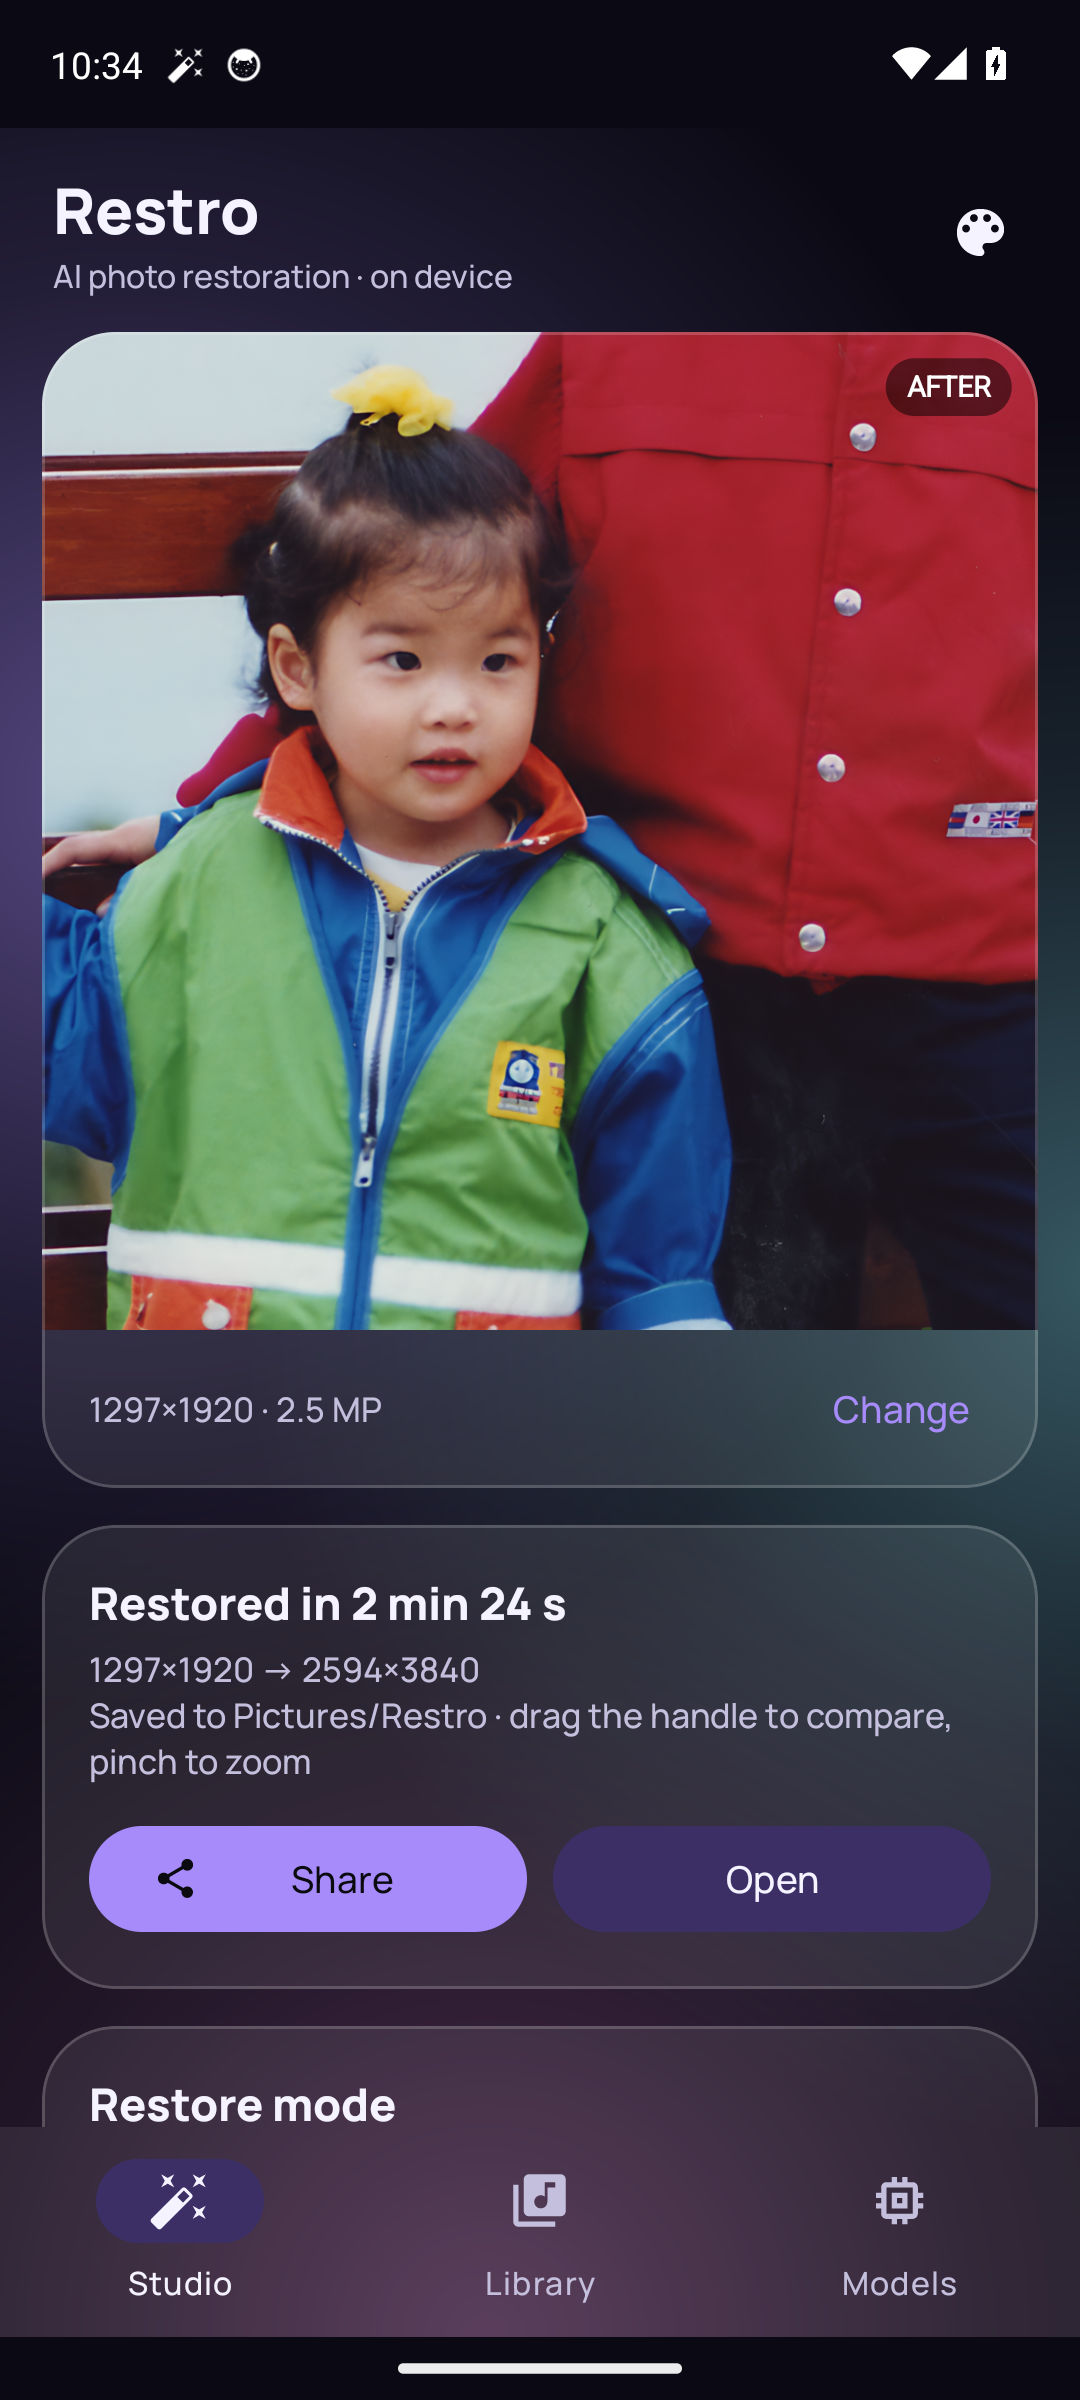 10:34
Restro
AI photo restoration · on device
AFTER
1297×1920 · 2.5 MP
Change
Restored in 2 min 24 s
1297×1920 → 2594×3840
Saved to Pictures/Restro · drag the handle to compare,
pinch to zoom
Share
Open
Restore mode
Studio
Library
Models